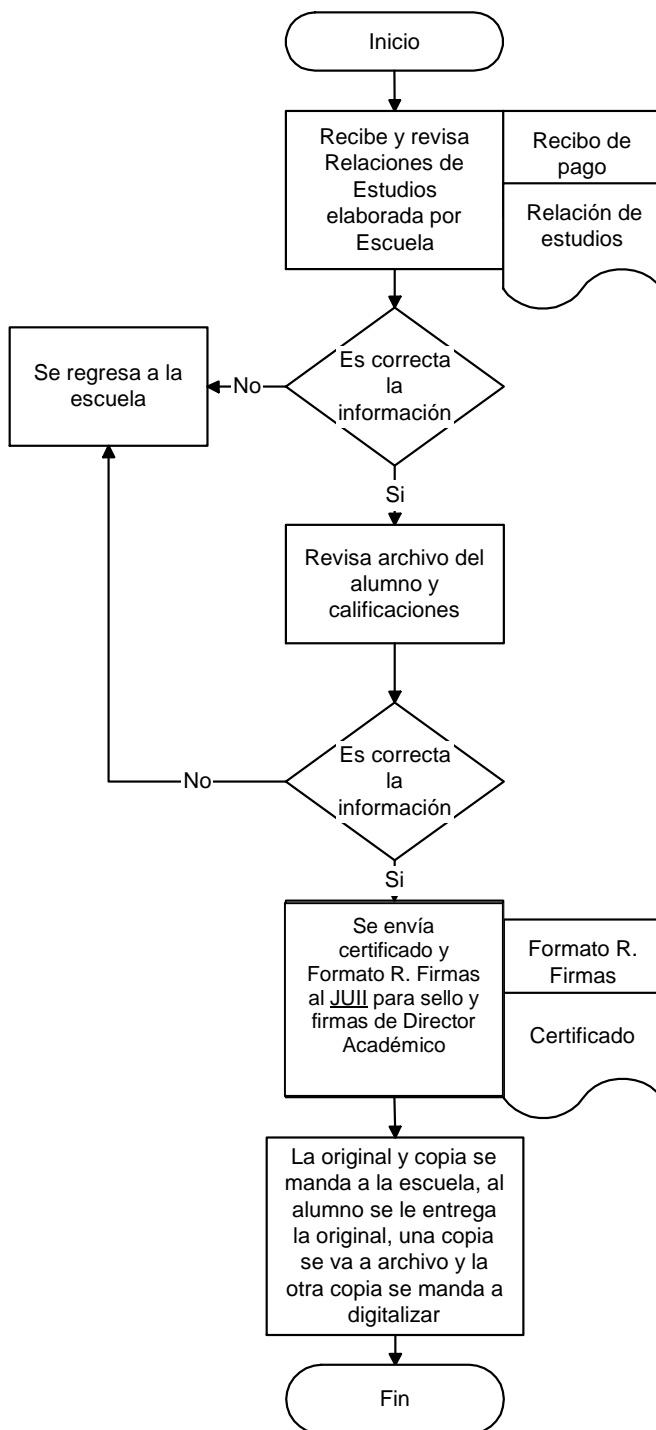 Inicio
Recibe y revisa
Relaciones de
Estudios
elaborada por
Escuela
Recibo de
pago
Relación de
estudios
Es correcta
la
información
No
Se regresa a la
escuela
Si
Revisa archivo del
alumno y
calificaciones
Es correcta
la
información
No
Si
Se envía
certificado y
Formato R. Firmas
al JUII para sello y
firmas de Director
Académico
Formato R.
Firmas
Certificado
La original y copia se
manda a la escuela, al
alumno se le entrega
la original, una copia
se va a archivo y la
otra copia se manda a
digitalizar
Fin